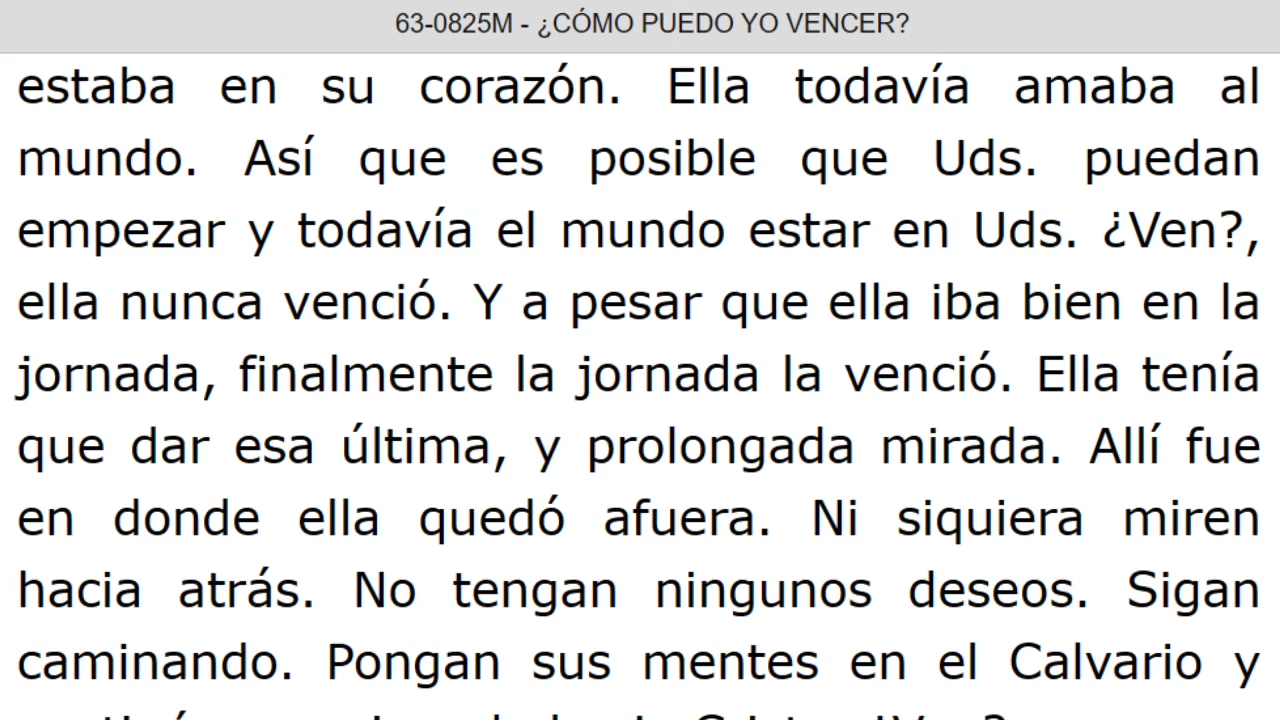 63-0825M - ¿CÓMO PUEDO YO VENCER?
estaba en su corazón. Ella todavía amaba al
mundo. Así que es posible que Uds. puedan
empezar y todavía el mundo estar en Uds. ¿Ven?,
ella nunca venció. Y a pesar que ella iba bien en la
jornada, finalmente la jornada la venció. Ella tenía
que dar esa última, y prolongada mirada. Allí fue
en donde ella quedó afuera. Ni siquiera miren
hacia atrás. No tengan ningunos deseos. Sigan
caminando. Pongan sus mentes en el Calvario y